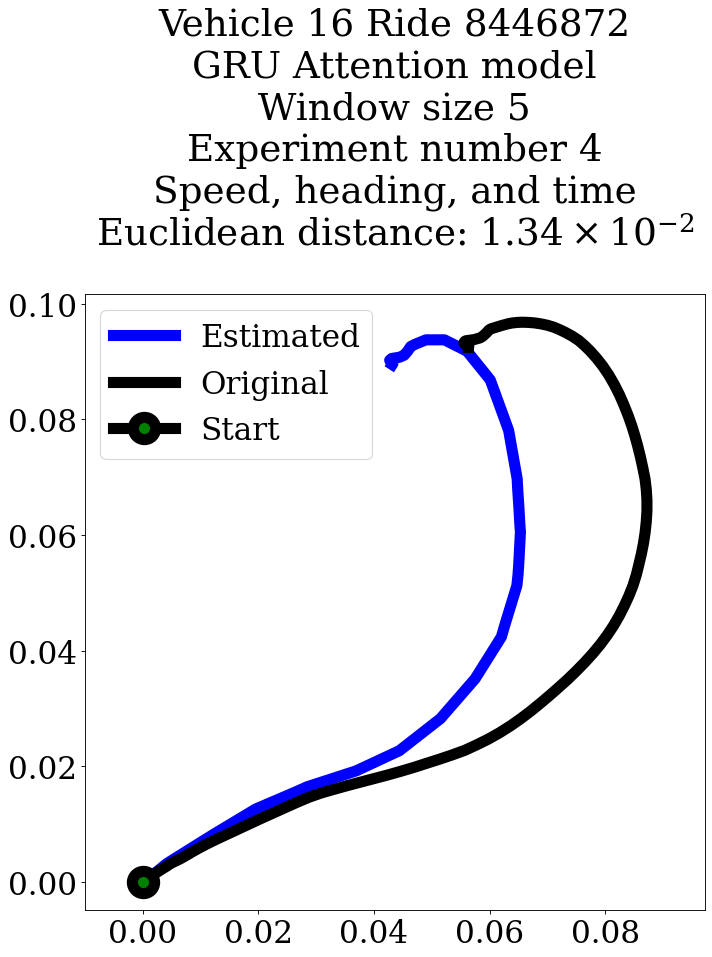 Vehicle 16 Ride 8446872
GRU Attention model
Window size 5
Experiment number 4
Speed, heading, and time
Euclidean distance: 1.34 × 10⁻²
0.10
0.08
0.06
0.04
0.02
0.00
Estimated
Original
Start
0.00 0.02 0.04 0.06 0.08